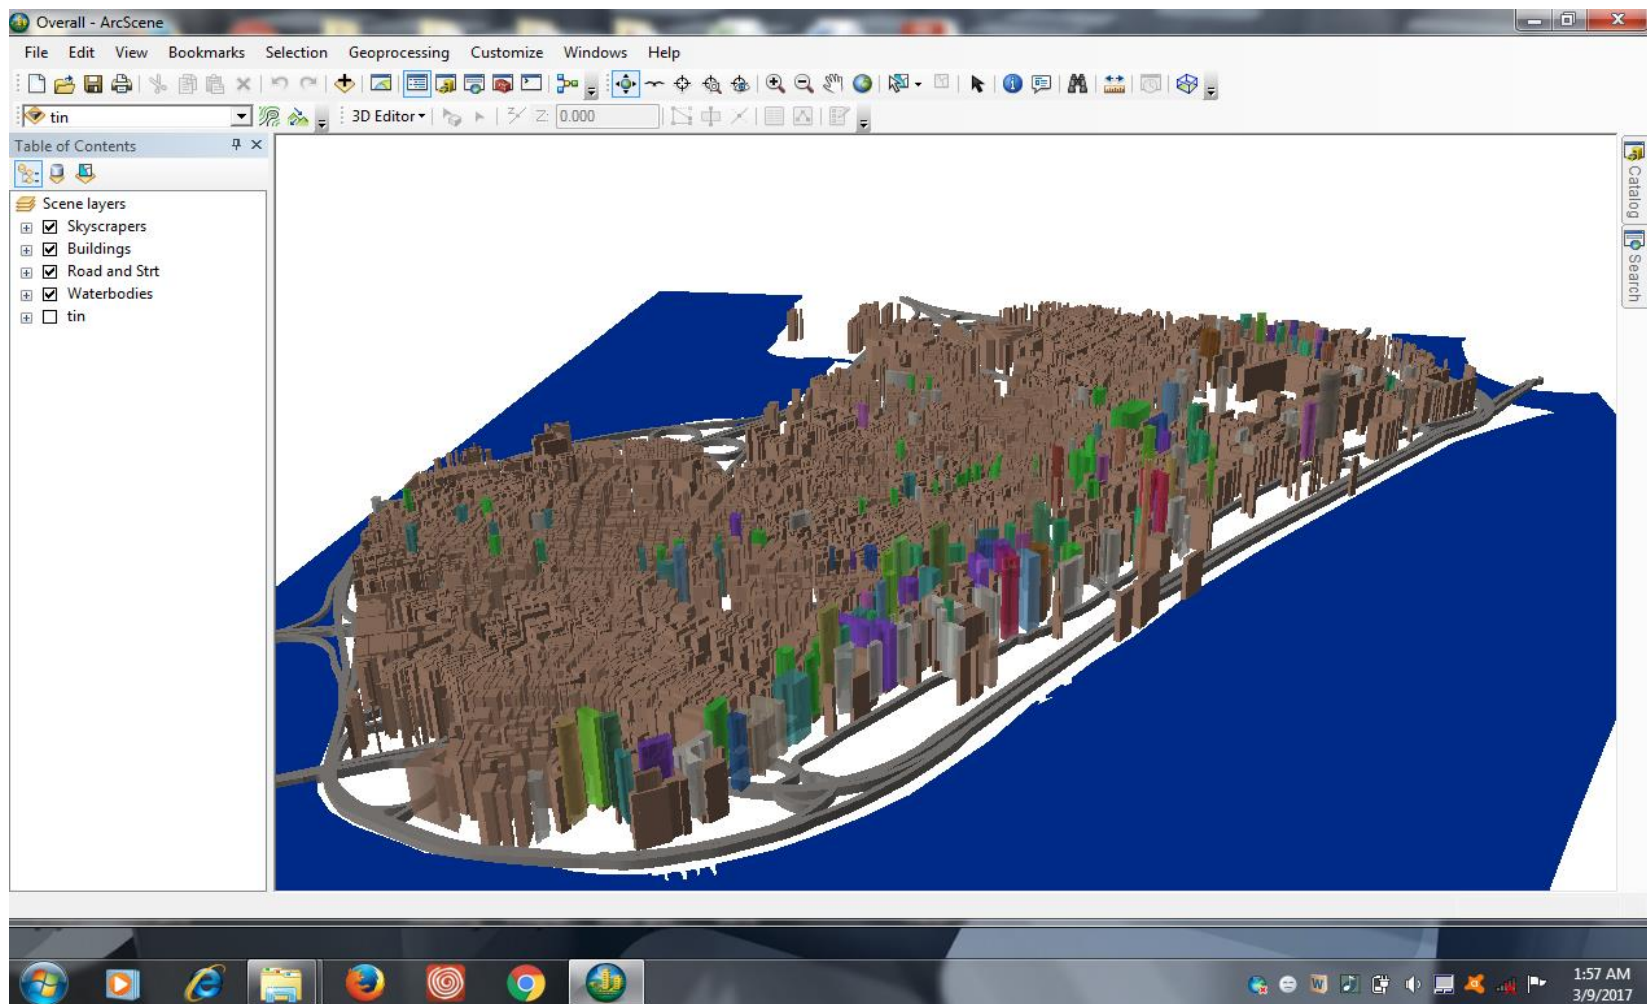 Overall - ArcScene
File Edit View Bookmarks Selection Geoprocessing Customize Windows Help
tin 3D Editor Z: 0.000
Table of Contents
Scene layers
Skyscrapers
Buildings
Road and Strt
Waterbodies
tin
Catalog
Search
1:57 AM
3/9/2017